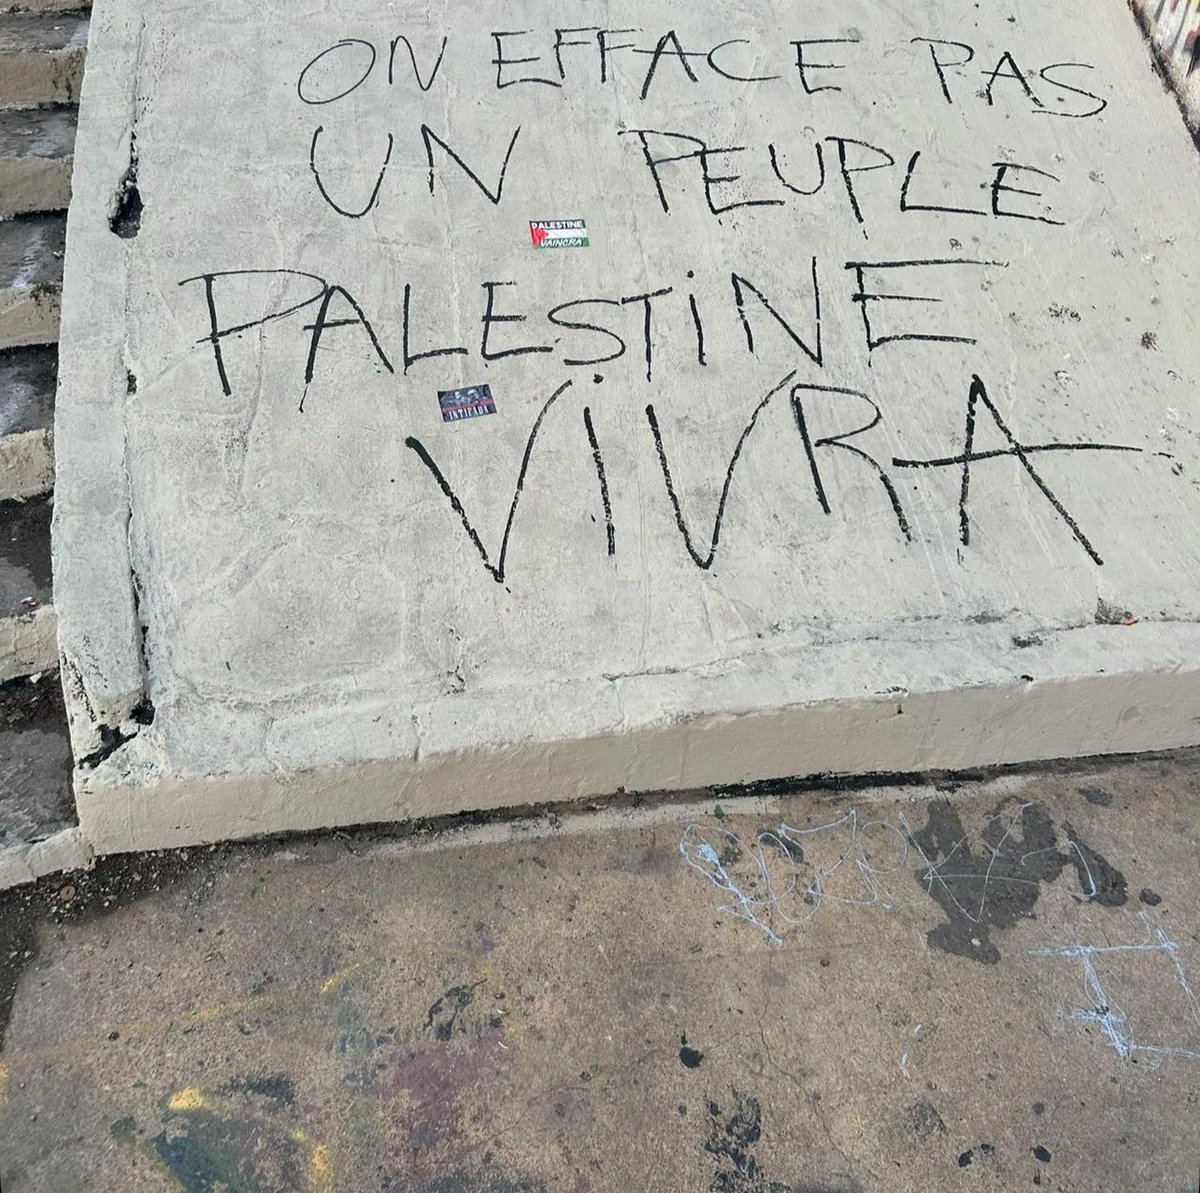 ON EFFACE PAS
UN PEUPLE
PALESTINE
VAINCRA
PALESTiNE
INTIFADA
ViVRA